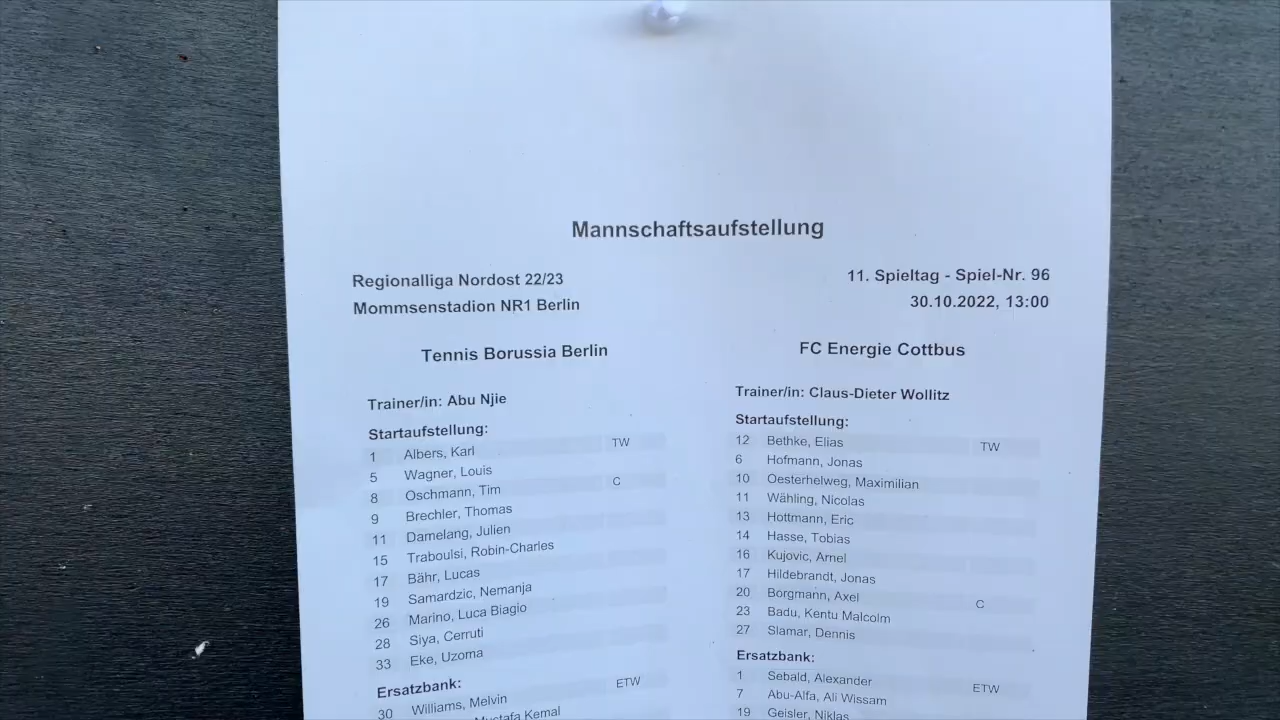 Mannschaftsaufstellung
Regionalliga Nordost 22/23
Mommsenstadion NR1 Berlin
11. Spieltag - Spiel-Nr. 96
30.10.2022, 13:00
Tennis Borussia Berlin
Trainer/in: Abu Njie
Startaufstellung:
1 Albers, Karl TW
5 Wagner, Louis
8 Oschmann, Tim C
9 Brechler, Thomas
11 Damelang, Julien
15 Traboulsi, Robin-Charles
17 Bähr, Lucas
19 Samardzic, Nemanja
26 Marino, Luca Biagio
28 Siya, Cerruti
33 Eke, Uzoma
Ersatzbank:
30 Williams, Melvin ETW
Mustafa Kemal
FC Energie Cottbus
Trainer/in: Claus-Dieter Wollitz
Startaufstellung:
12 Bethke, Elias TW
6 Hofmann, Jonas
10 Oesterhelweg, Maximilian
11 Wähling, Nicolas
13 Hottmann, Eric
14 Hasse, Tobias
16 Kujovic, Arnel
17 Hildebrandt, Jonas
20 Borgmann, Axel C
23 Badu, Kentu Malcolm
27 Slamar, Dennis
Ersatzbank:
1 Sebald, Alexander ETW
7 Abu-Alfa, Ali Wissam
19 Geisler, Niklas